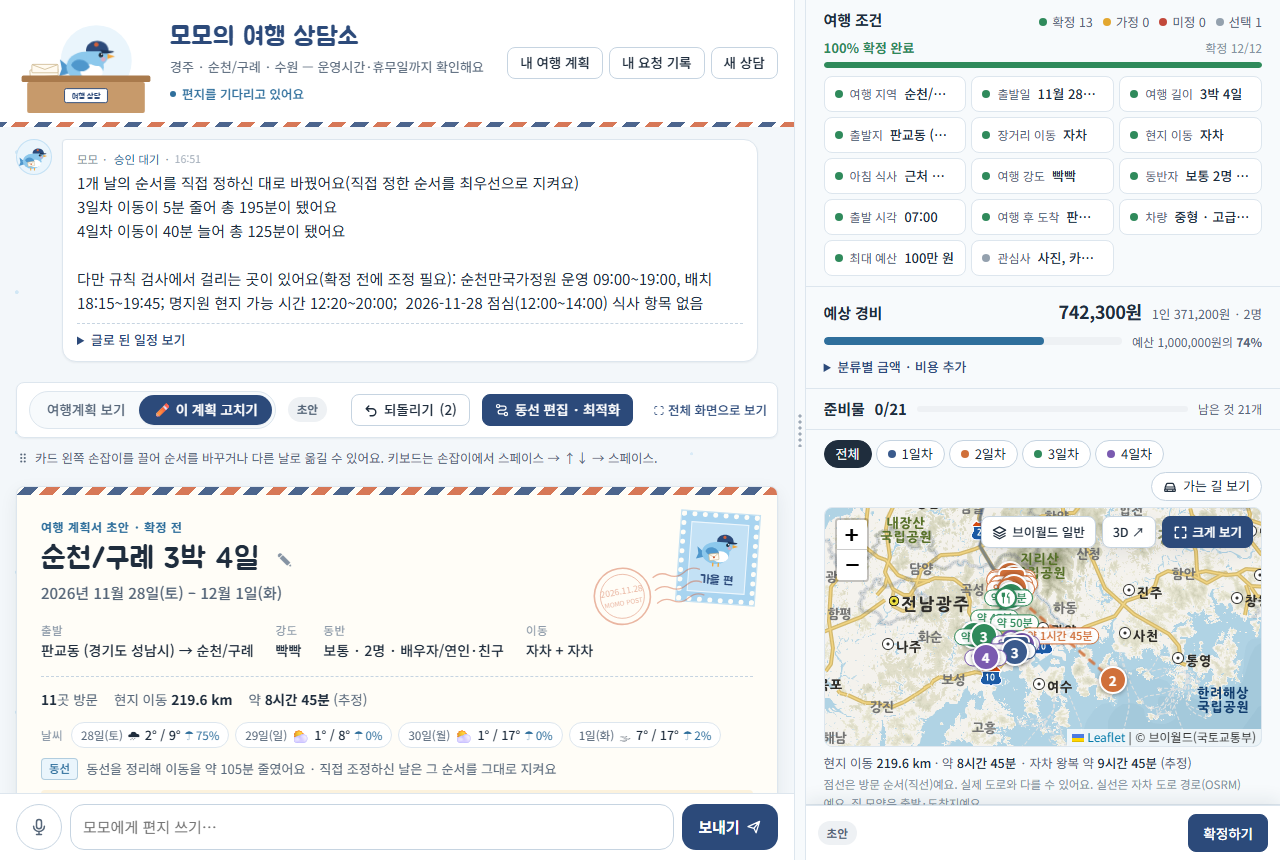 모모의 여행 상담소
경주 · 순천/구례 · 수원 — 운영시간·휴무일까지 확인해요
편지를 기다리고 있어요
여행 상담
내 여행 계획
내 요청 기록
새 상담
모모 · 승인 대기 · 16:51
1개 날의 순서를 직접 정하신 대로 바꿨어요(직접 정한 순서를 최우선으로 지켜요)
3일차 이동이 5분 줄어 총 195분이 됐어요
4일차 이동이 40분 늘어 총 125분이 됐어요
다만 규칙 검사에서 걸리는 곳이 있어요(확정 전에 조정 필요): 순천만국가정원 운영 09:00~19:00, 배치
18:15~19:45; 명지원 현지 가능 시간 12:20~20:00; 2026-11-28 점심(12:00~14:00) 식사 항목 없음
▶ 글로 된 일정 보기
여행계획 보기
이 계획 고치기
초안
되돌리기 (2)
동선 편집 · 최적화
전체 화면으로 보기
카드 왼쪽 손잡이를 끌어 순서를 바꾸거나 다른 날로 옮길 수 있어요. 키보드는 손잡이에서 스페이스 → ↑↓ → 스페이스.
여행 계획서 초안 · 확정 전
순천/구례 3박 4일
2026년 11월 28일(토) – 12월 1일(화)
2026.11.28
MOMO POST
가을 편
출발 강도 동반 이동
판교동 (경기도 성남시) → 순천/구례 빡빡 보통 · 2명 · 배우자/연인·친구 자차 + 자차
11곳 방문 현지 이동 219.6 km 약 8시간 45분 (추정)
날씨 28일(토) 2° / 9° 75% 29일(일) 1° / 8° 0% 30일(월) 1° / 17° 0% 1일(화) 7° / 17° 2%
동선 동선을 정리해 이동을 약 105분 줄였어요 · 직접 조정하신 날은 그 순서를 그대로 지켜요
모모에게 편지 쓰기…
보내기
여행 조건
확정 13 가정 0 미정 0 선택 1
100% 확정 완료 확정 12/12
여행 지역 순천/… 출발일 11월 28… 여행 길이 3박 4일
출발지 판교동 (… 장거리 이동 자차 현지 이동 자차
아침 식사 근처 … 여행 강도 빡빡 동반자 보통 2명 …
출발 시각 07:00 여행 후 도착 판… 차량 중형 · 고급…
최대 예산 100만 원 관심사 사진, 카…
예상 경비 742,300원 1인 371,200원 · 2명
예산 1,000,000원의 74%
▶ 분류별 금액 · 비용 추가
준비물 0/21 남은 것 21개
전체 1일차 2일차 3일차 4일차
가는 길 보기
+
−
브이월드 일반
3D ↗
크게 보기
내장산
국립공원
지리산
산청
합천
담양
곡성
함안
함평
전남광주
하동
진주
약 50분
약 1시간 45분
나주
화순
3
4
3
2
사천
통영
10
보성
여수
한려해상
국립공원
강진
고흥
해남
Leaflet | © 브이월드(국토교통부)
현지 이동 219.6 km · 약 8시간 45분 · 자차 왕복 약 9시간 45분 (추정)
점선은 방문 순서(직선)예요. 실제 도로와 다를 수 있어요. 실선은 자차 도로 경로(OSRM)
예요. 집 모양은 출발·도착지예요
초안
확정하기